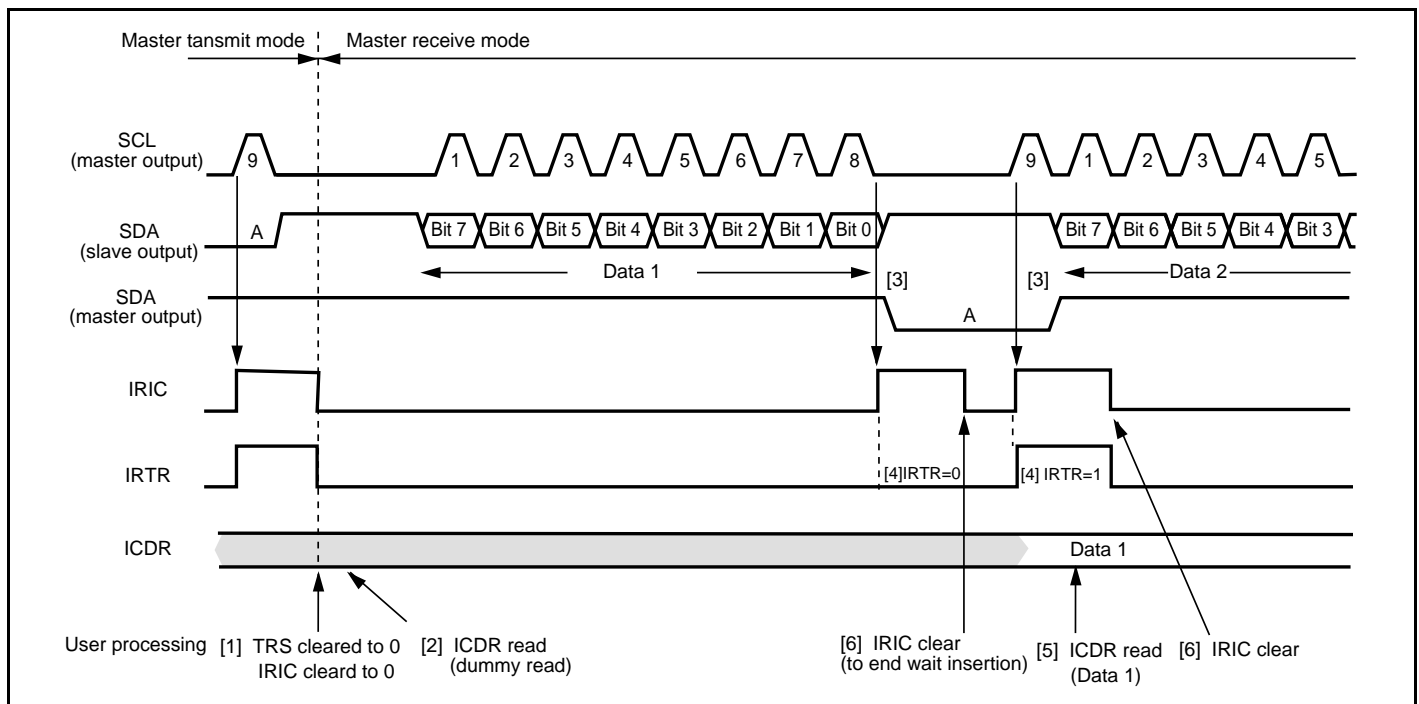 Master tansmit mode Master receive mode
SCL
(master output)
9 1 2 3 4 5 6 7 8 9 1 2 3 4 5
SDA
(slave output)
A Bit 7 Bit 6 Bit 5 Bit 4 Bit 3 Bit 2 Bit 1 Bit 0 Bit 7 Bit 6 Bit 5 Bit 4 Bit 3
Data 1 [3] [3] Data 2
SDA
(master output)
A
IRIC
IRTR
[4]IRTR=0 [4] IRTR=1
ICDR
Data 1
User processing [1] TRS cleared to 0
IRIC cleard to 0
[2] ICDR read
(dummy read)
[6] IRIC clear
(to end wait insertion)
[5] ICDR read
(Data 1)
[6] IRIC clear